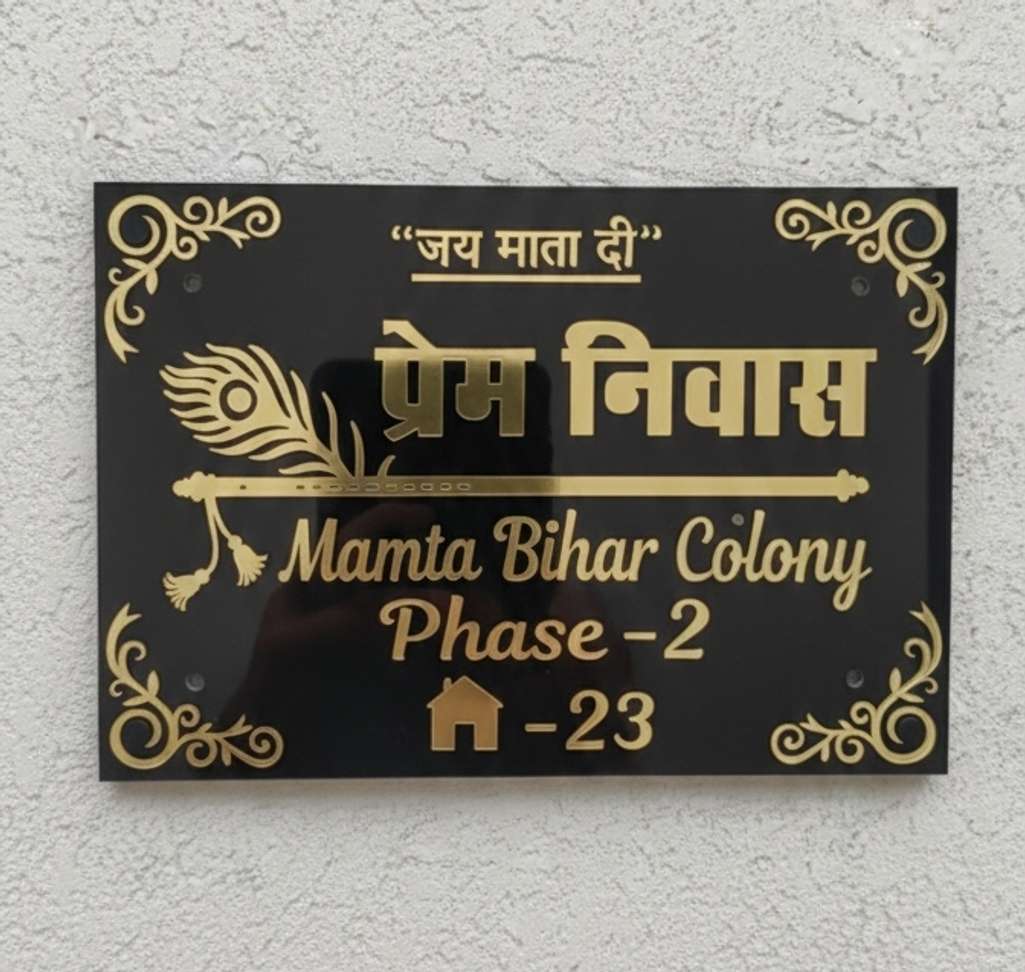 “जय माता दी”
प्रेम निवास
Mamta Bihar Colony
Phase -2
-23